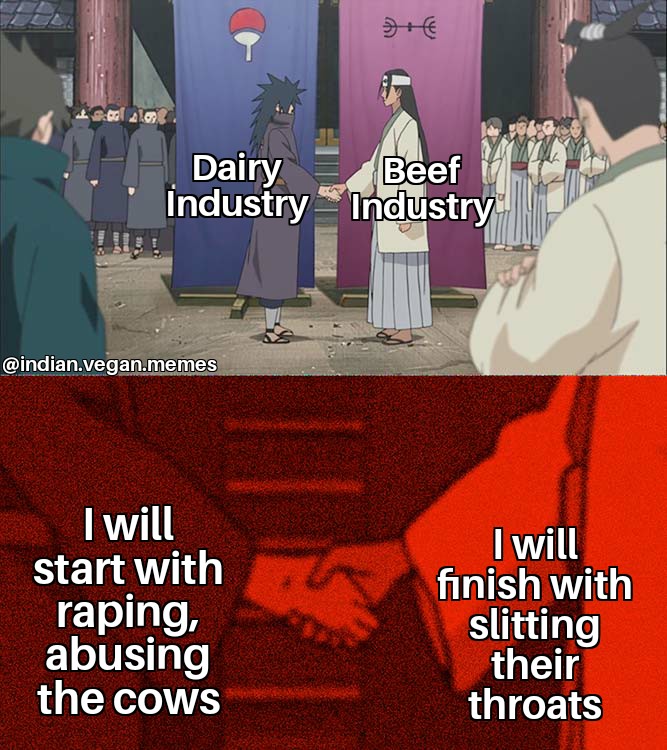 Dairy
Industry
Beef
Industry
@indian.vegan.memes
I will
start with
raping,
abusing
the cows
I will
finish with
slitting
their
throats